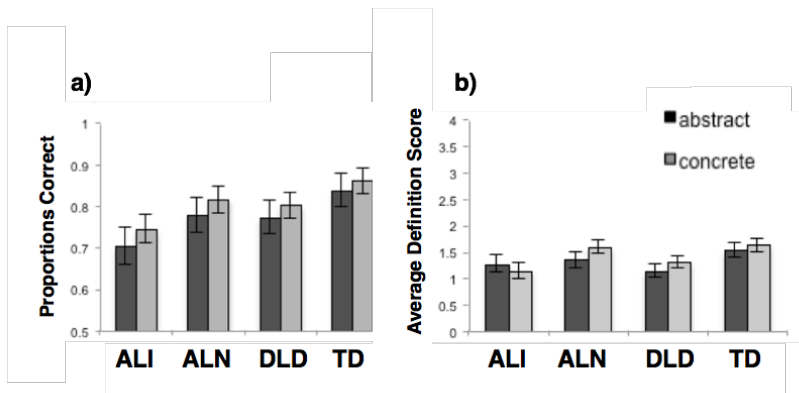 a)
Proportions Correct
1
0.9
0.8
0.7
0.6
0.5
ALI ALN DLD TD
b)
Average Definition Score
4
3.5
3
2.5
2
1.5
1
0.5
0
abstract
concrete
ALI ALN DLD TD